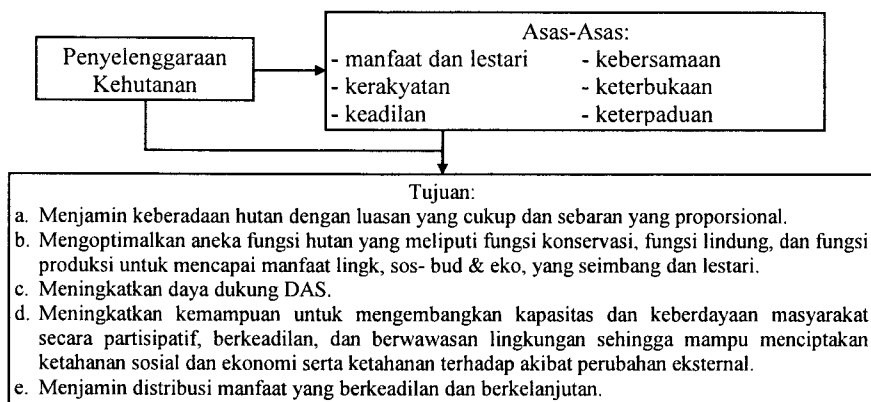 Penyelenggaraan
Kehutanan
Asas-Asas:
- manfaat dan lestari - kebersamaan
- kerakyatan - keterbukaan
- keadilan - keterpaduan
Tujuan:
a. Menjamin keberadaan hutan dengan luasan yang cukup dan sebaran yang proporsional.
b. Mengoptimalkan aneka fungsi hutan yang meliputi fungsi konservasi, fungsi lindung, dan fungsi
produksi untuk mencapai manfaat lingk, sos- bud & eko, yang seimbang dan lestari.
c. Meningkatkan daya dukung DAS.
d. Meningkatkan kemampuan untuk mengembangkan kapasitas dan keberdayaan masyarakat
secara partisipatif, berkeadilan, dan berwawasan lingkungan sehingga mampu menciptakan
ketahanan sosial dan ekonomi serta ketahanan terhadap akibat perubahan eksternal.
e. Menjamin distribusi manfaat yang berkeadilan dan berkelanjutan.